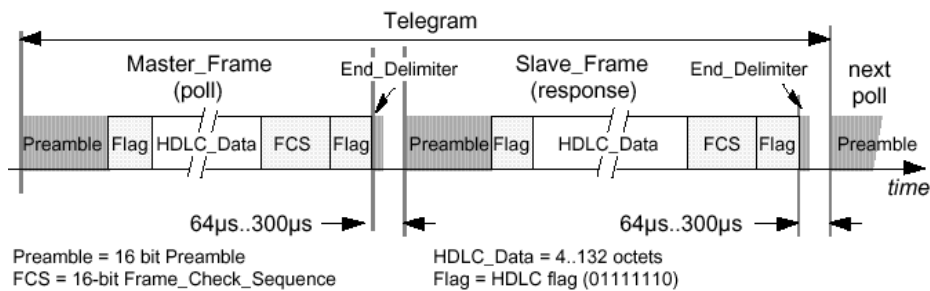 Telegram
Master_Frame
(poll)
End_Delimiter
Slave_Frame
(response)
End_Delimiter
next
poll
Preamble
Flag
HDLC_Data
FCS
Flag
Preamble
Flag
HDLC_Data
FCS
Flag
Preamble
time
64µs..300µs
64µs..300µs
Preamble = 16 bit Preamble
FCS = 16-bit Frame_Check_Sequence
HDLC_Data = 4..132 octets
Flag = HDLC flag (01111110)